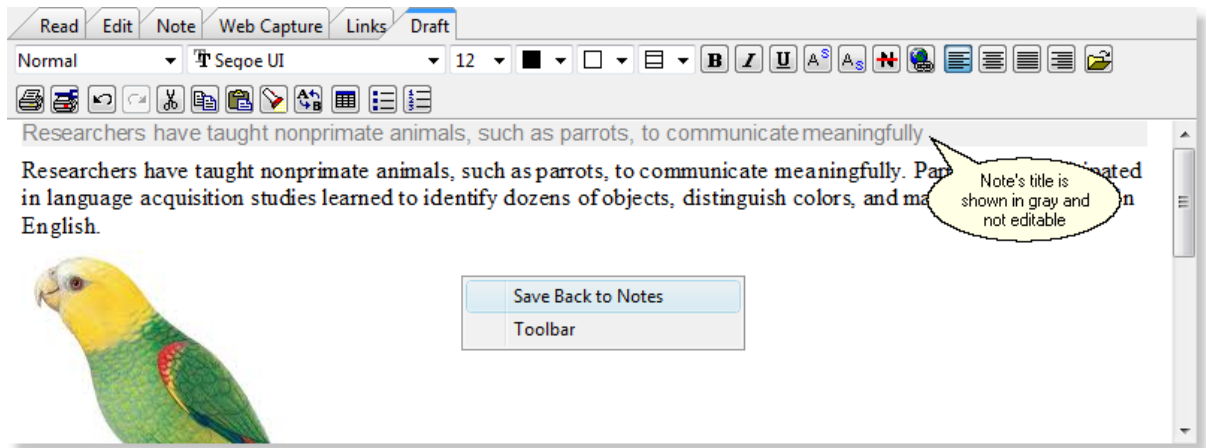 Read Edit Note Web Capture Links Draft
Normal Segoe UI 12 B I U A S A S N
A B
Researchers have taught nonprimate animals, such as parrots, to communicate meaningfully
Researchers have taught nonprimate animals, such as parrots, to communicate meaningfully.
in language acquisition studies learned to identify dozens of objects, distinguish colors, and
English.
Note's title is
shown in gray and
not editable
Save Back to Notes
Toolbar